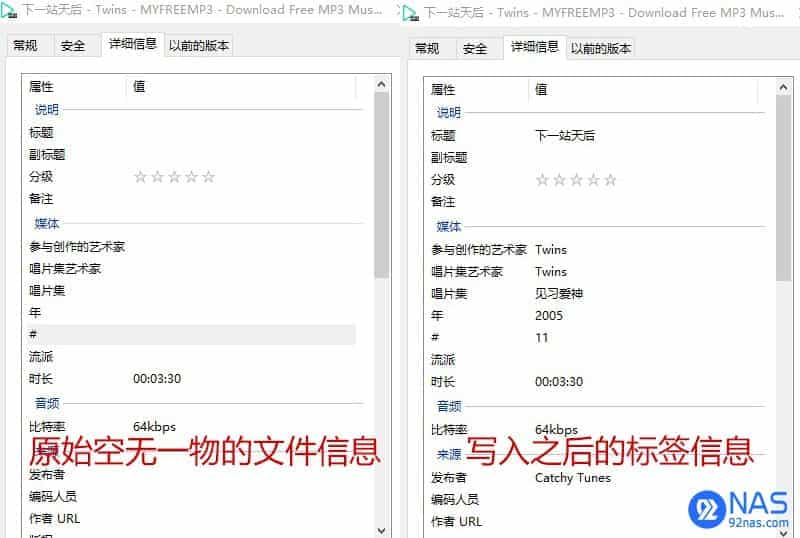 下一站天后 - Twins - MYFREEMP3 - Download Free MP3 Mus...
常规 安全 详细信息 以前的版本
属性 值
说明
标题
副标题
分级 ☆☆☆☆☆
备注
媒体
参与创作的艺术家
唱片集艺术家
唱片集
年
#
流派
时长 00:03:30
音频
比特率 64kbps
原始空无一物的文件信息
发布者
编码人员
作者 URL
下一站天后 - Twins - MYFREEMP3 - Download Free MP3 Mus...
常规 安全 详细信息 以前的版本
属性 值
说明
标题 下一站天后
副标题
分级 ☆☆☆☆☆
备注
媒体
参与创作的艺术家 Twins
唱片集艺术家 Twins
唱片集 见习爱神
年 2005
# 11
流派
时长 00:03:30
音频
比特率 64kbps
来源 写入之后的标签信息
发布者 Catchy Tunes
编码人员
作者 URL
92 NAS
92nas.com